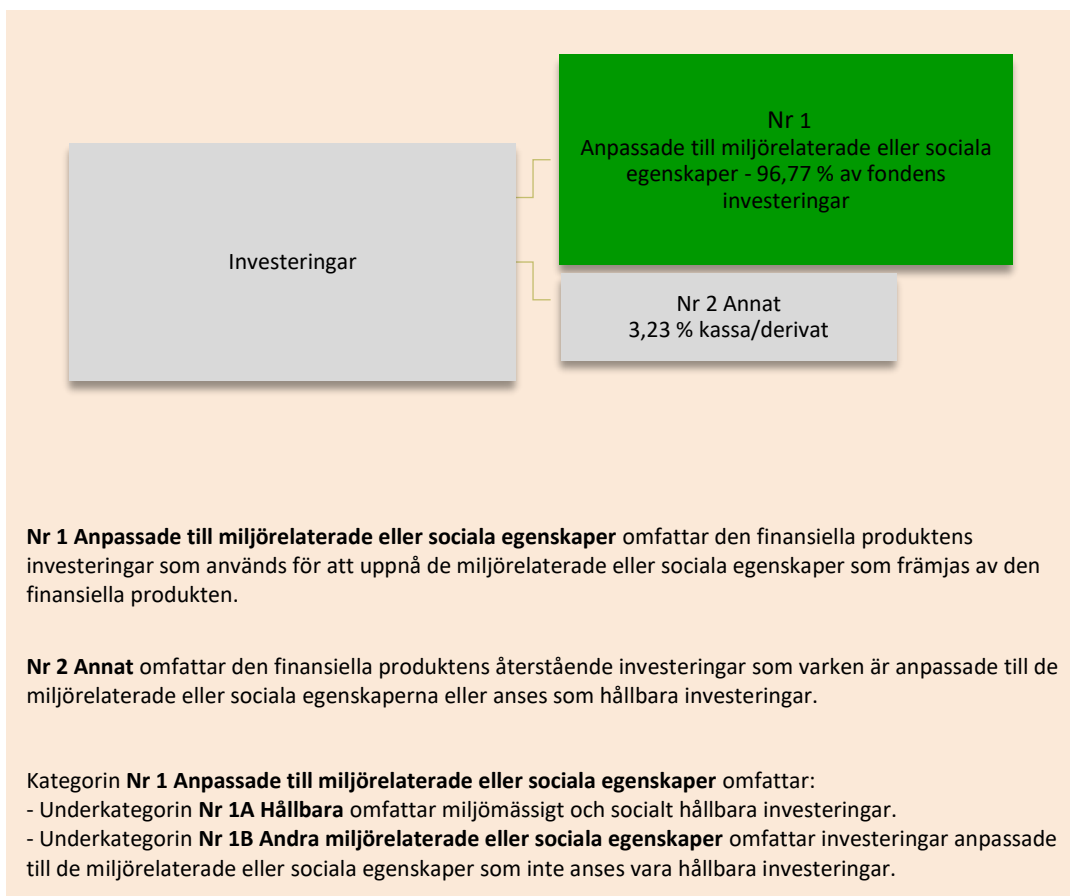 Nr 1
Anpassade till miljörelaterade eller sociala
egenskaper - 96,77 % av fondens
investeringar
Investeringar
Nr 2 Annat
3,23 % kassa/derivat
Nr 1 Anpassade till miljörelaterade eller sociala egenskaper omfattar den finansiella produktens
investeringar som används för att uppnå de miljörelaterade eller sociala egenskaper som främjas av den
finansiella produkten.
Nr 2 Annat omfattar den finansiella produktens återstående investeringar som varken är anpassade till de
miljörelaterade eller sociala egenskaperna eller anses som hållbara investeringar.
Kategorin Nr 1 Anpassade till miljörelaterade eller sociala egenskaper omfattar:
- Underkategorin Nr 1A Hållbara omfattar miljömässigt och socialt hållbara investeringar.
- Underkategorin Nr 1B Andra miljörelaterade eller sociala egenskaper omfattar investeringar anpassade
till de miljörelaterade eller sociala egenskaper som inte anses vara hållbara investeringar.